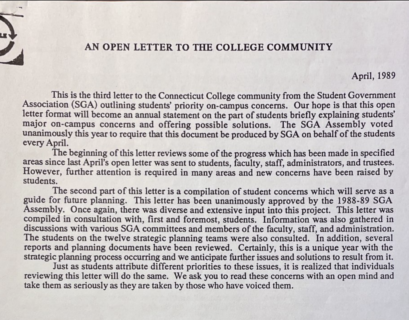 AN OPEN LETTER TO THE COLLEGE COMMUNITY
April, 1989
This is the third letter to the Connecticut College community from the Student Government
Association (SGA) outlining students' priority on-campus concerns. Our hope is that this open
letter format will become an annual statement on the part of students briefly explaining students'
major on-campus concerns and offering possible solutions. The SGA Assembly voted
unanimously this year to require that this document be produced by SGA on behalf of the students
every April.
The beginning of this letter reviews some of the progress which has been made in specified
areas since last April's open letter was sent to students, faculty, staff, administrators, and trustees.
However, further attention is required in many areas and new concerns have been raised by
students.
The second part of this letter is a compilation of student concerns which will serve as a
guide for future planning. This letter has been unanimously approved by the 1988-89 SGA
Assembly. Once again, there was diverse and extensive input into this project. This letter was
compiled in consultation with, first and foremost, students. Information was also gathered in
discussions with various SGA committees and members of the faculty, staff, and administration.
The students on the twelve strategic planning teams were also consulted. In addition, several
reports and planning documents have been reviewed. Certainly, this is a unique year with the
strategic planning process occurring and we anticipate further issues and solutions to result from it.
Just as students attribute different priorities to these issues, it is realized that individuals
reviewing this letter will do the same. We ask you to read these concerns with an open mind and
take them as seriously as they are taken by those who have voiced them.